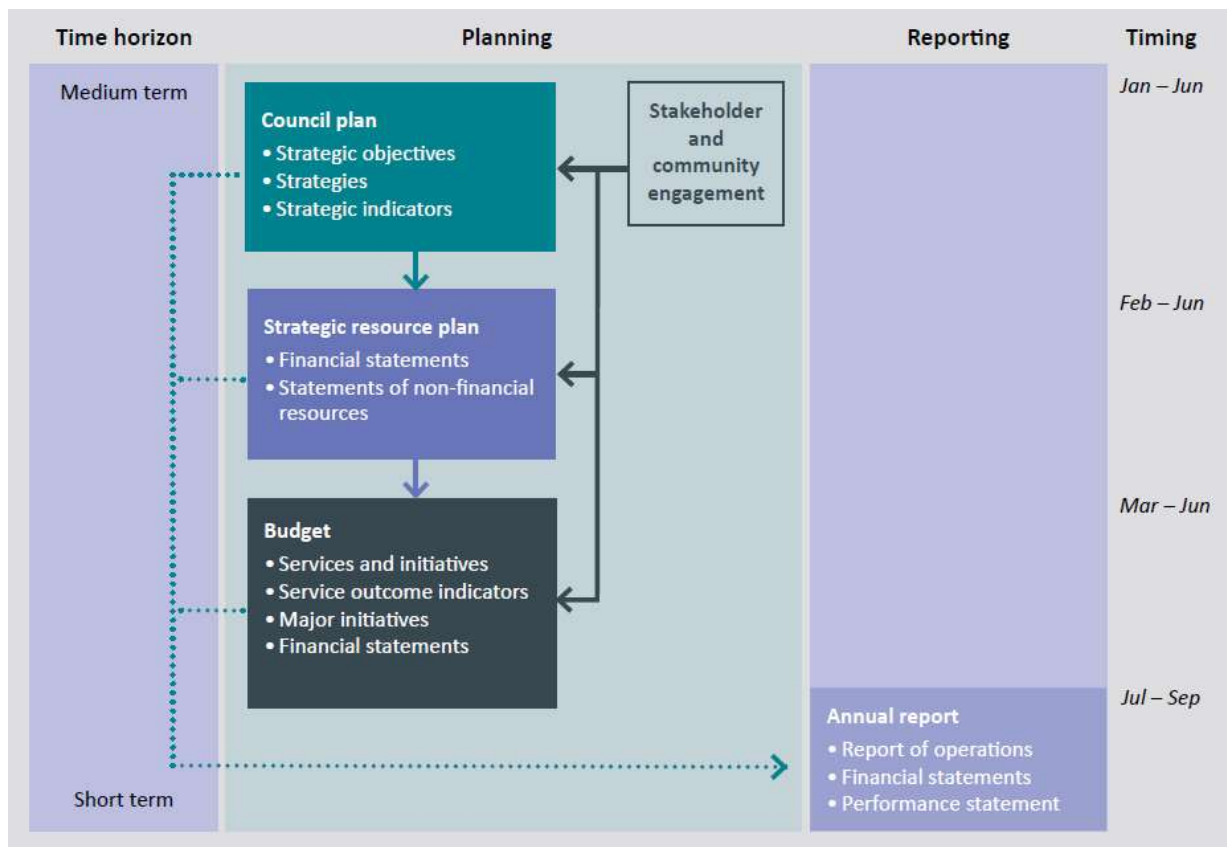 Time horizon
Planning
Reporting
Timing
Medium term
Jan – Jun
Council plan
• Strategic objectives
• Strategies
• Strategic indicators
Stakeholder
and
community
engagement
Feb – Jun
Strategic resource plan
• Financial statements
• Statements of non-financial
resources
Mar – Jun
Budget
• Services and initiatives
• Service outcome indicators
• Major initiatives
• Financial statements
Jul – Sep
Annual report
• Report of operations
• Financial statements
• Performance statement
Short term